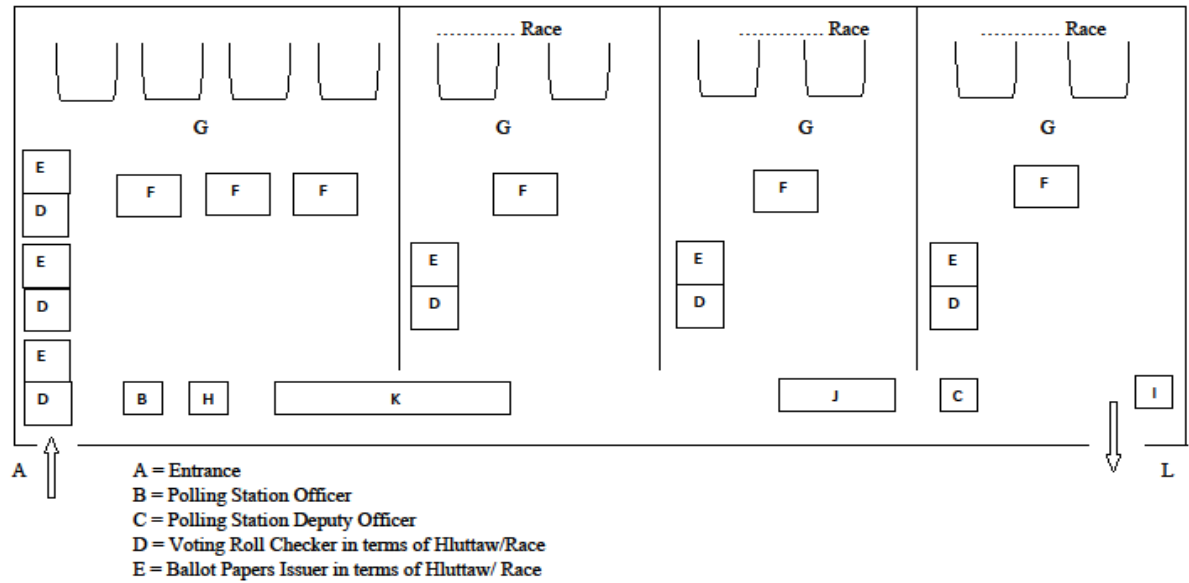 ............ Race
............. Race
............ Race
G
G
G
G
E
D
E
D
E
D
F
F
F
F
F
F
E
D
E
D
E
D
B
H
K
J
C
I
A
L
A = Entrance
B = Polling Station Officer
C = Polling Station Deputy Officer
D = Voting Roll Checker in terms of Hluttaw/Race
E = Ballot Papers Issuer in terms of Hluttaw/ Race